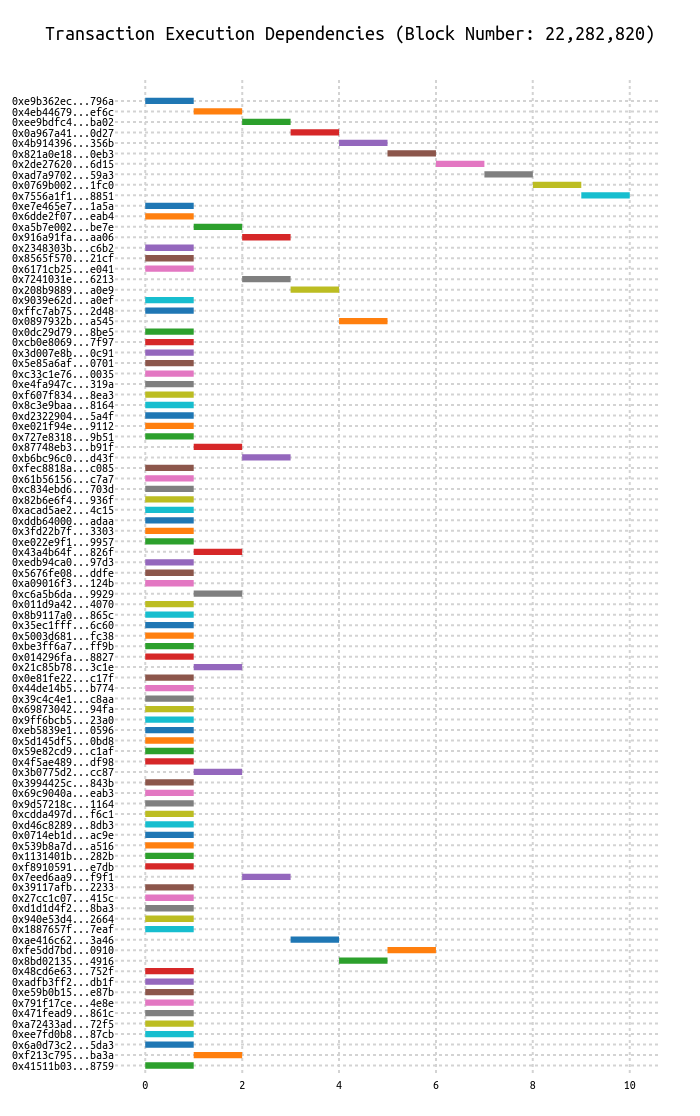 Transaction Execution Dependencies (Block Number: 22,282,820)
0xe9b362ec...796a
0x4eb44679...ef6c
0xee9bdfc4...ba02
0x0a967a41...0d27
0x4b914396...356b
0x821a0e18...0eb3
0x2de27620...6d15
0xad7a9702...59a3
0x0769b002...1fc0
0x7556a1f1...8851
0xe7e465e7...1a5a
0x6dde2f07...eab4
0xa5b7e002...be7e
0x916a91fa...aa06
0x2348303b...c6b2
0x8565f570...21cf
0x6171cb25...e041
0x7241031e...6213
0x208b9889...a0e9
0x9039e62d...a0ef
0xffc7ab75...2d48
0x0897932b...a545
0x0dc29d79...8be5
0xcb0e8069...7f97
0x3d007e8b...0c91
0x5e85a6af...0701
0xc33c1e76...0035
0xe4fa947c...319a
0xf607f834...8ea3
0x8c3e9baa...8164
0xd2322904...5a4f
0xe021f94e...9112
0x727e8318...9b51
0x87748eb3...b91f
0xb6bc96c0...d43f
0xfec8818a...c085
0x61b56156...c7a7
0xc834ebd6...703d
0x82b6e6f4...936f
0xacad5ae2...4c15
0xddb64000...adaa
0x3fd22b7f...3303
0xe022e9f1...9957
0x43a4b64f...826f
0xedb94ca0...97d3
0x5676fe08...ddfe
0xa09016f3...124b
0xc6a5b6da...9929
0x011d9a42...4070
0x8b9117a0...865c
0x35ec1fff...6c60
0x5003d681...fc38
0xbe3ff6a7...ff9b
0x014296fa...8827
0x21c85b78...3c1e
0x0e81fe22...c17f
0x44de14b5...b774
0x39c4c4e1...c8aa
0x69873042...94fa
0x9ff6bcb5...23a0
0xeb5839e1...0596
0x5d145df5...0bd8
0x59e82cd9...c1af
0x4f5ae489...df98
0x3b0775d2...cc87
0x3994425c...843b
0x69c9040a...eab3
0x9d57218c...1164
0xcdda497d...f6c1
0xd46c8289...8db3
0x0714eb1d...ac9e
0x539b8a7d...a516
0x1131401b...282b
0xf8910591...e7db
0x7eed6aa9...f9f1
0x39117afb...2233
0x27cc1c07...415c
0xd1d1d4f2...8ba3
0x940e53d4...2664
0x1887657f...7eaf
0xae416c62...3a46
0xfe5dd7bd...0910
0x8bd02135...4916
0x48cd6e63...752f
0xadfb3ff2...db1f
0xe59b0b15...e87b
0x791f17ce...4e8e
0x471fead9...861c
0xa72433ad...72f5
0xee7fd0b8...87cb
0x6a0d73c2...5da3
0xf213c795...ba3a
0x41511b03...8759
0 2 4 6 8 10